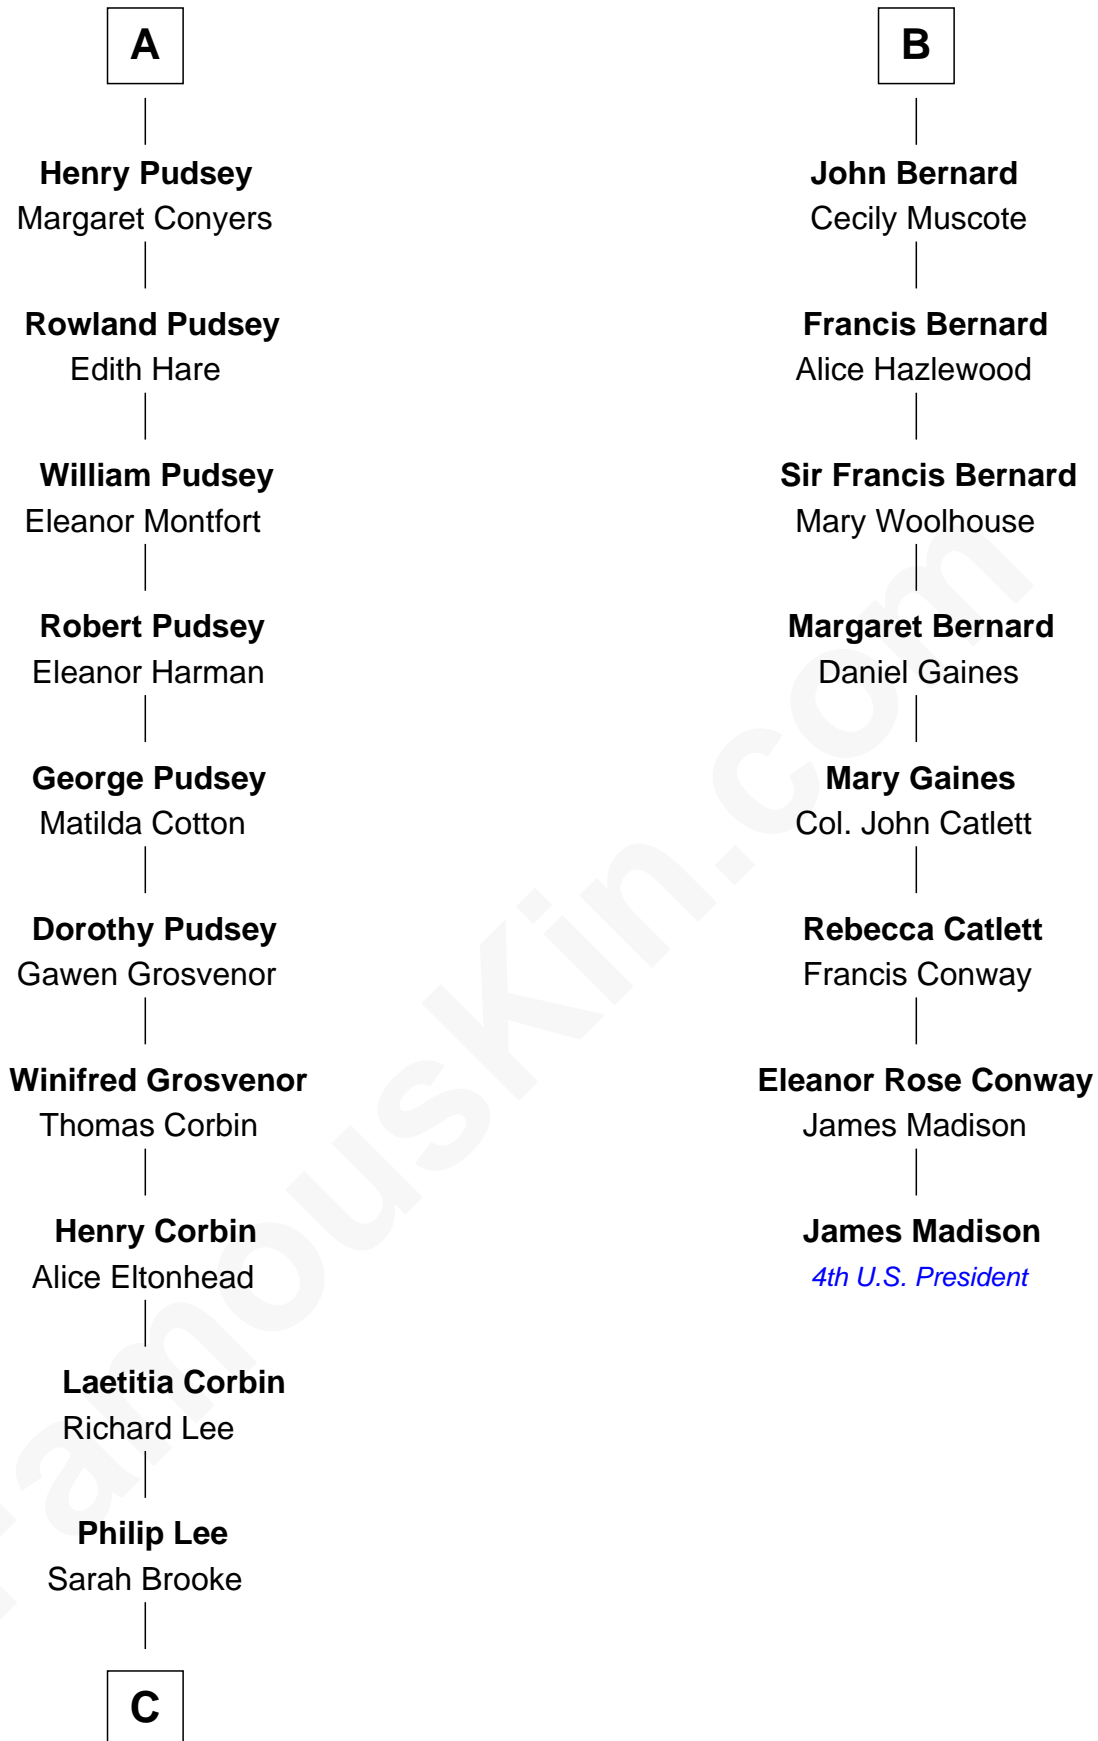 A
Henry Pudsey
Margaret Conyers
Rowland Pudsey
Edith Hare
William Pudsey
Eleanor Montfort
Robert Pudsey
Eleanor Harman
George Pudsey
Matilda Cotton
Dorothy Pudsey
Gawen Grosvenor
Winifred Grosvenor
Thomas Corbin
Henry Corbin
Alice Eltonhead
Laetitia Corbin
Richard Lee
Philip Lee
Sarah Brooke
C
B
John Bernard
Cecily Muscote
Francis Bernard
Alice Hazlewood
Sir Francis Bernard
Mary Woolhouse
Margaret Bernard
Daniel Gaines
Mary Gaines
Col. John Catlett
Rebecca Catlett
Francis Conway
Eleanor Rose Conway
James Madison
James Madison
4th U.S. President
FamousKin.com